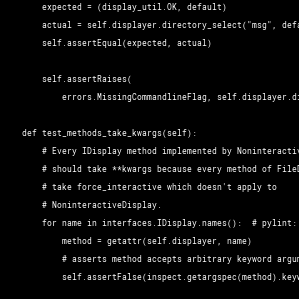 expected = (display_util.OK, default)
actual = self.displayer.directory_select("msg", defa
self.assertEqual(expected, actual)
self.assertRaises(
errors.MissingCommandlineFlag, self.displayer.di
def test_methods_take_kwargs(self):
# Every IDisplay method implemented by Noninteractiv
# should take **kwargs because every method of FileD
# take force_interactive which doesn't apply to
# NoninteractiveDisplay.
for name in interfaces.IDisplay.names():  # pylint:
method = getattr(self.displayer, name)
# asserts method accepts arbitrary keyword argum
self.assertFalse(inspect.getargspec(method).keyw